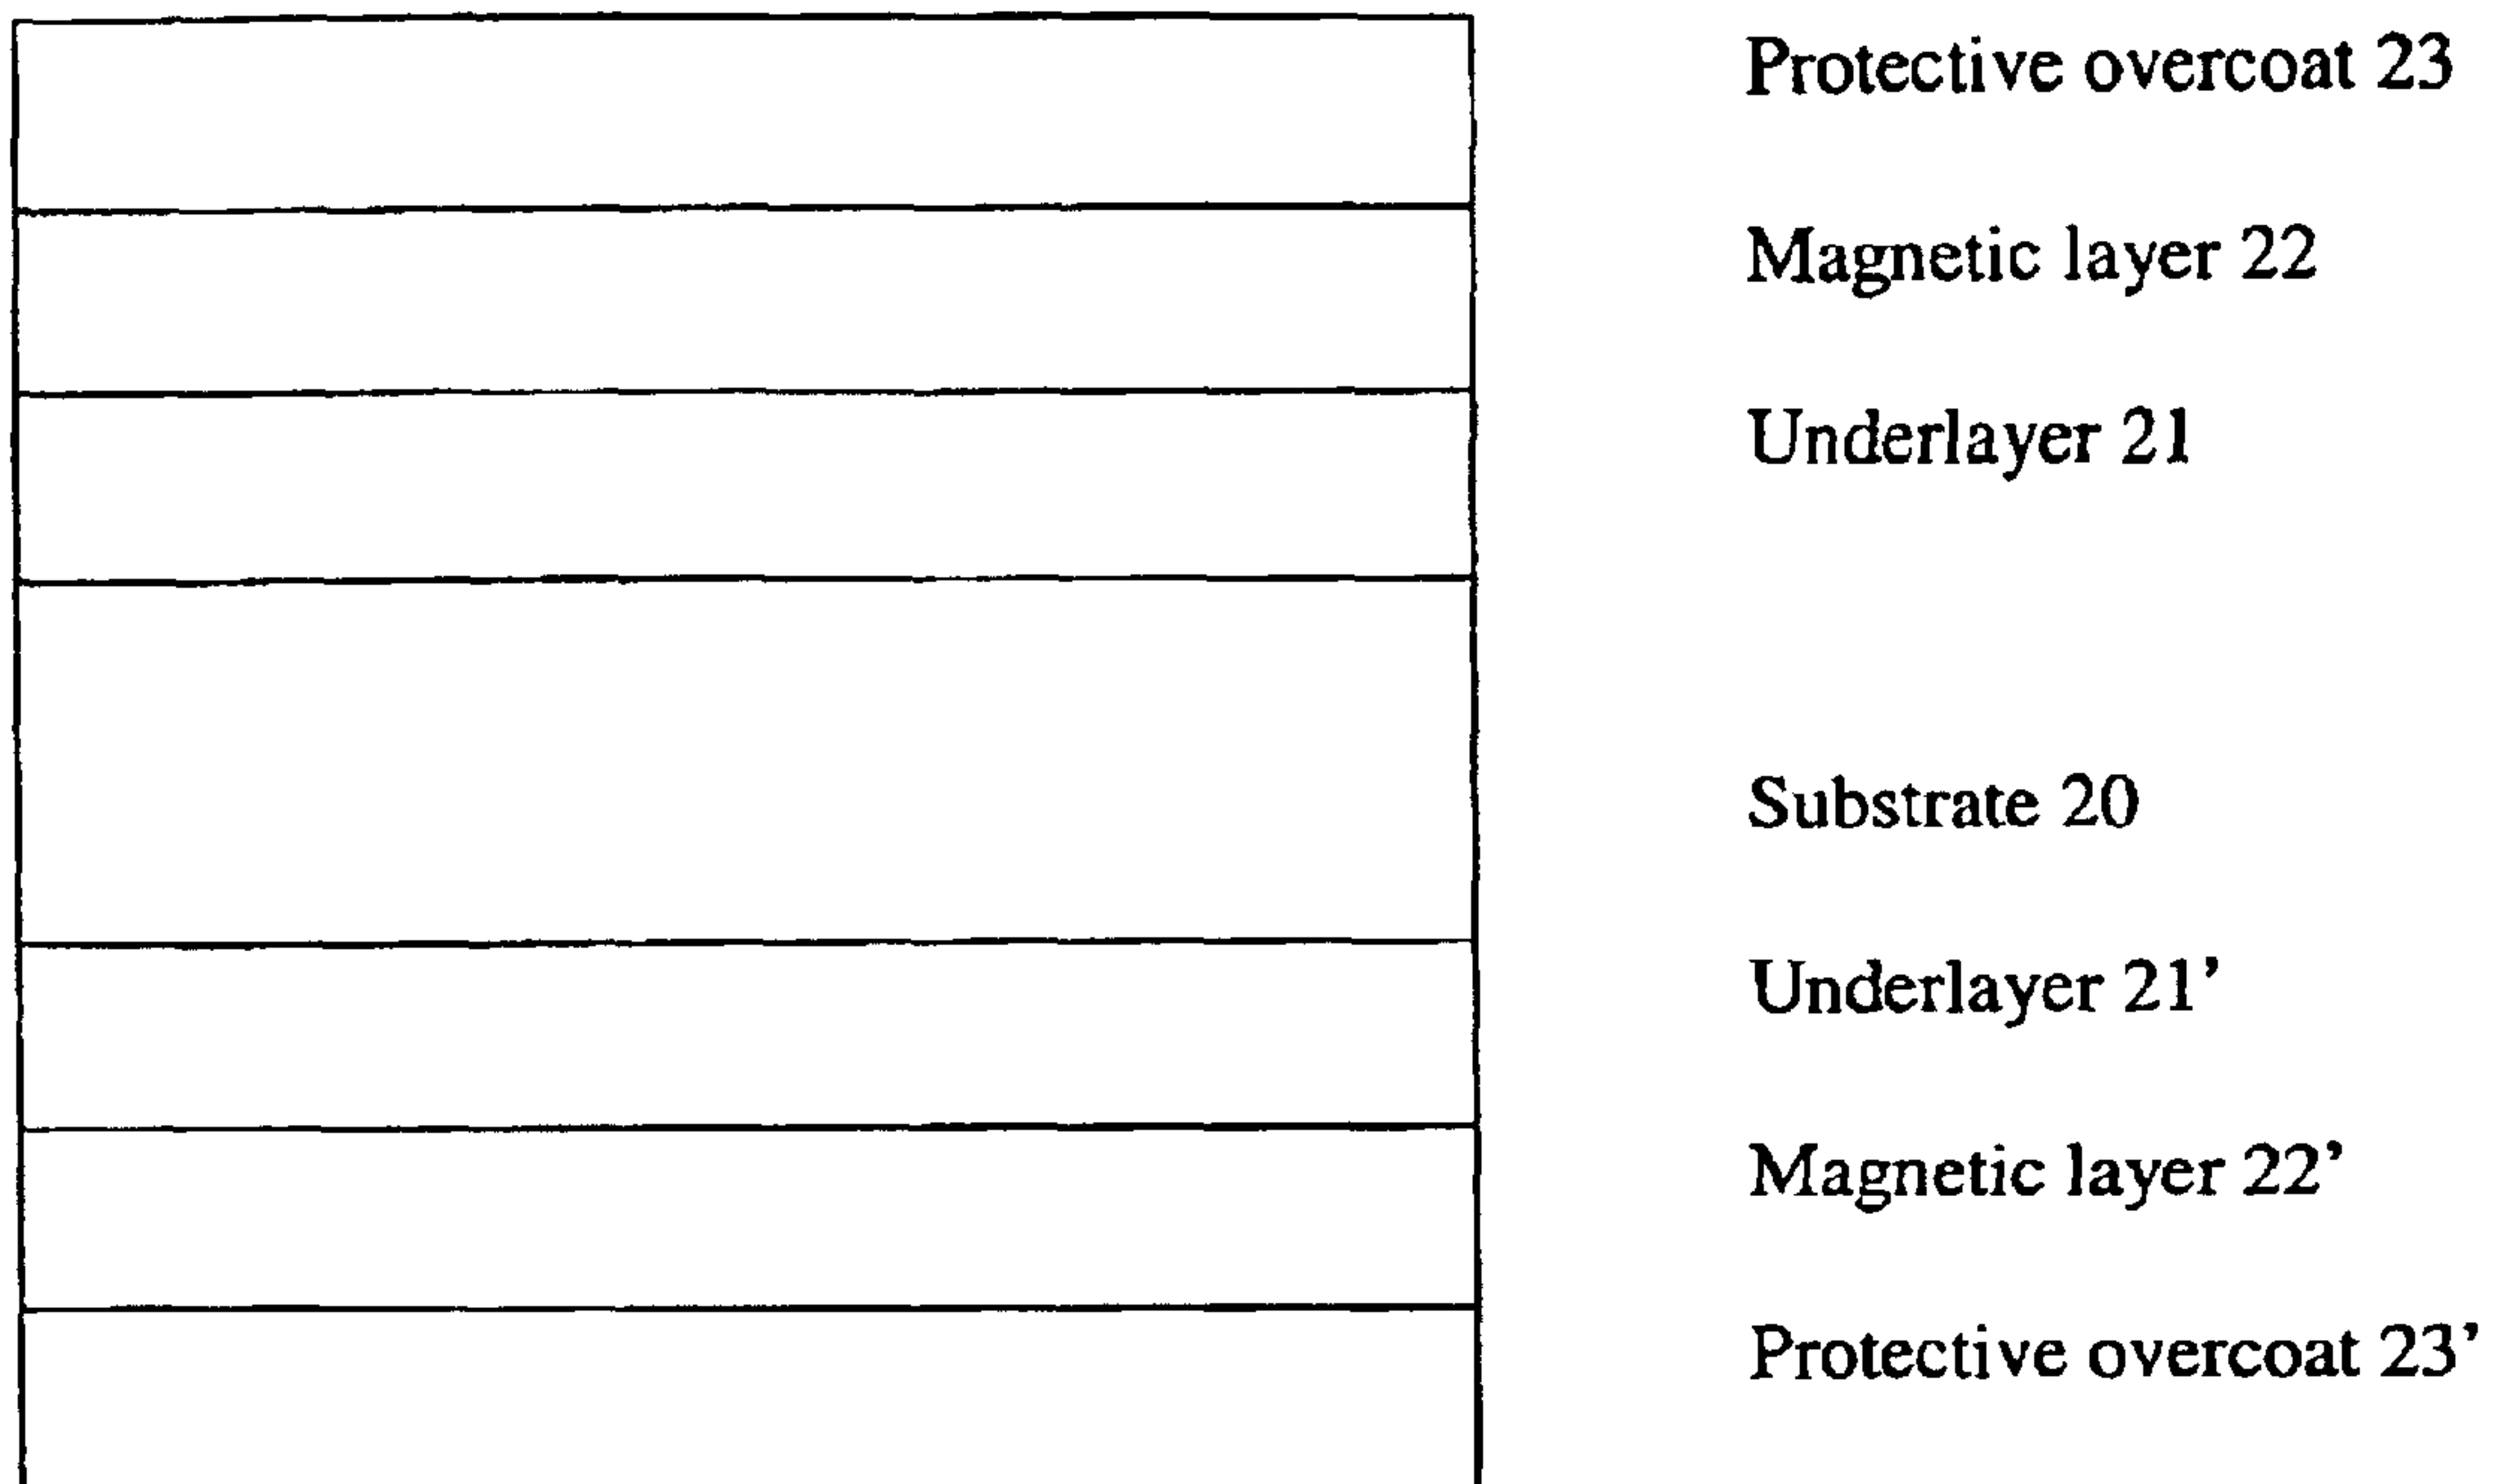 Protective overcoat 23
Magnetic layer 22
Underlayer 21
Substrate 20
Underlayer 21’
Magnetic layer 22’
Protective overcoat 23’